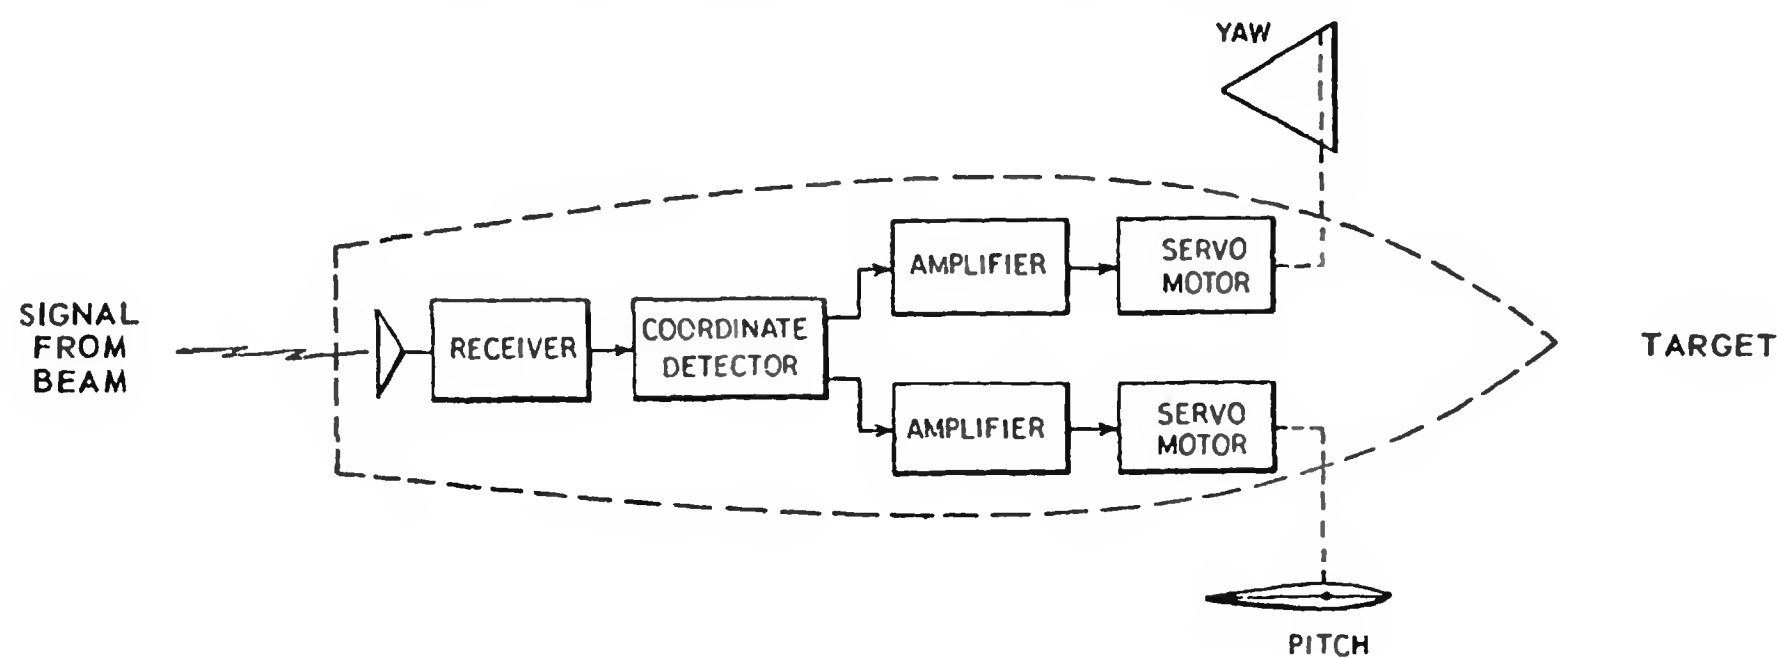 YAW
SIGNAL
FROM
BEAM
RECEIVER
COORDINATE
DETECTOR
AMPLIFIER
SERVO
MOTOR
AMPLIFIER
SERVO
MOTOR
TARGET
PITCH